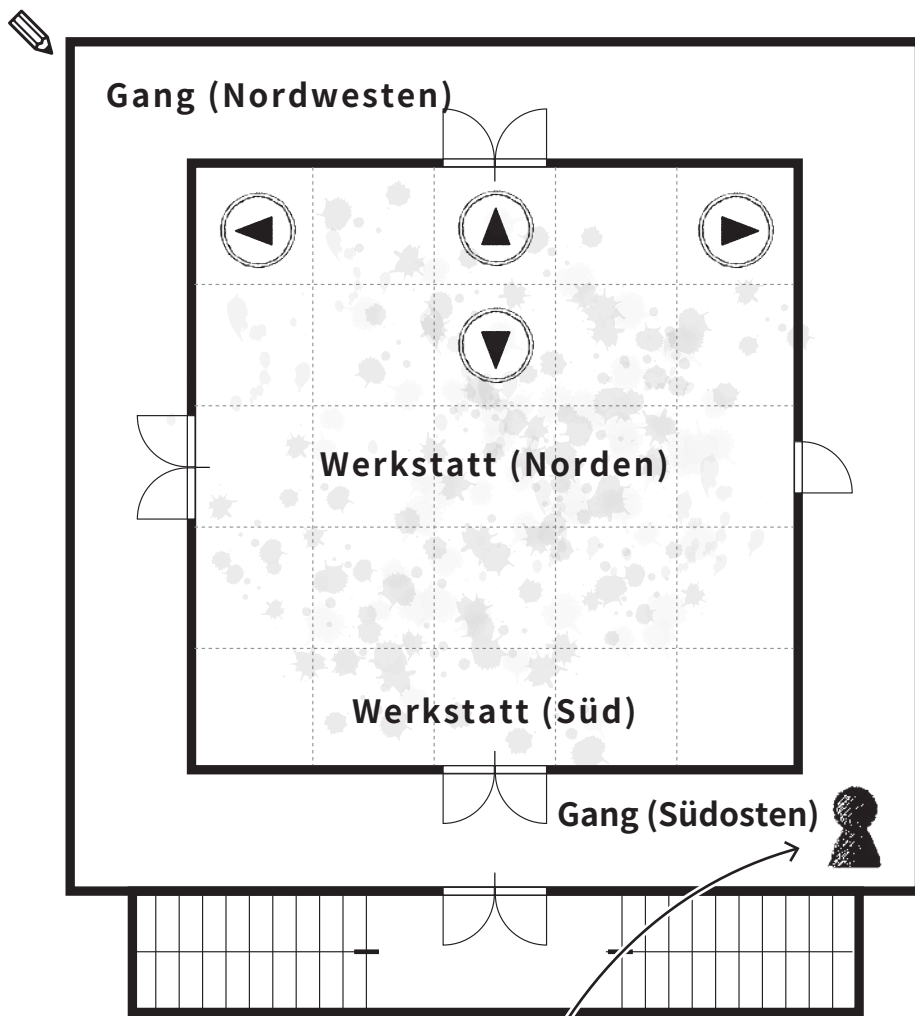 Gang (Nordwesten)
Werkstatt (Norden)
Werkstatt (Süd)
Gang (Südosten)